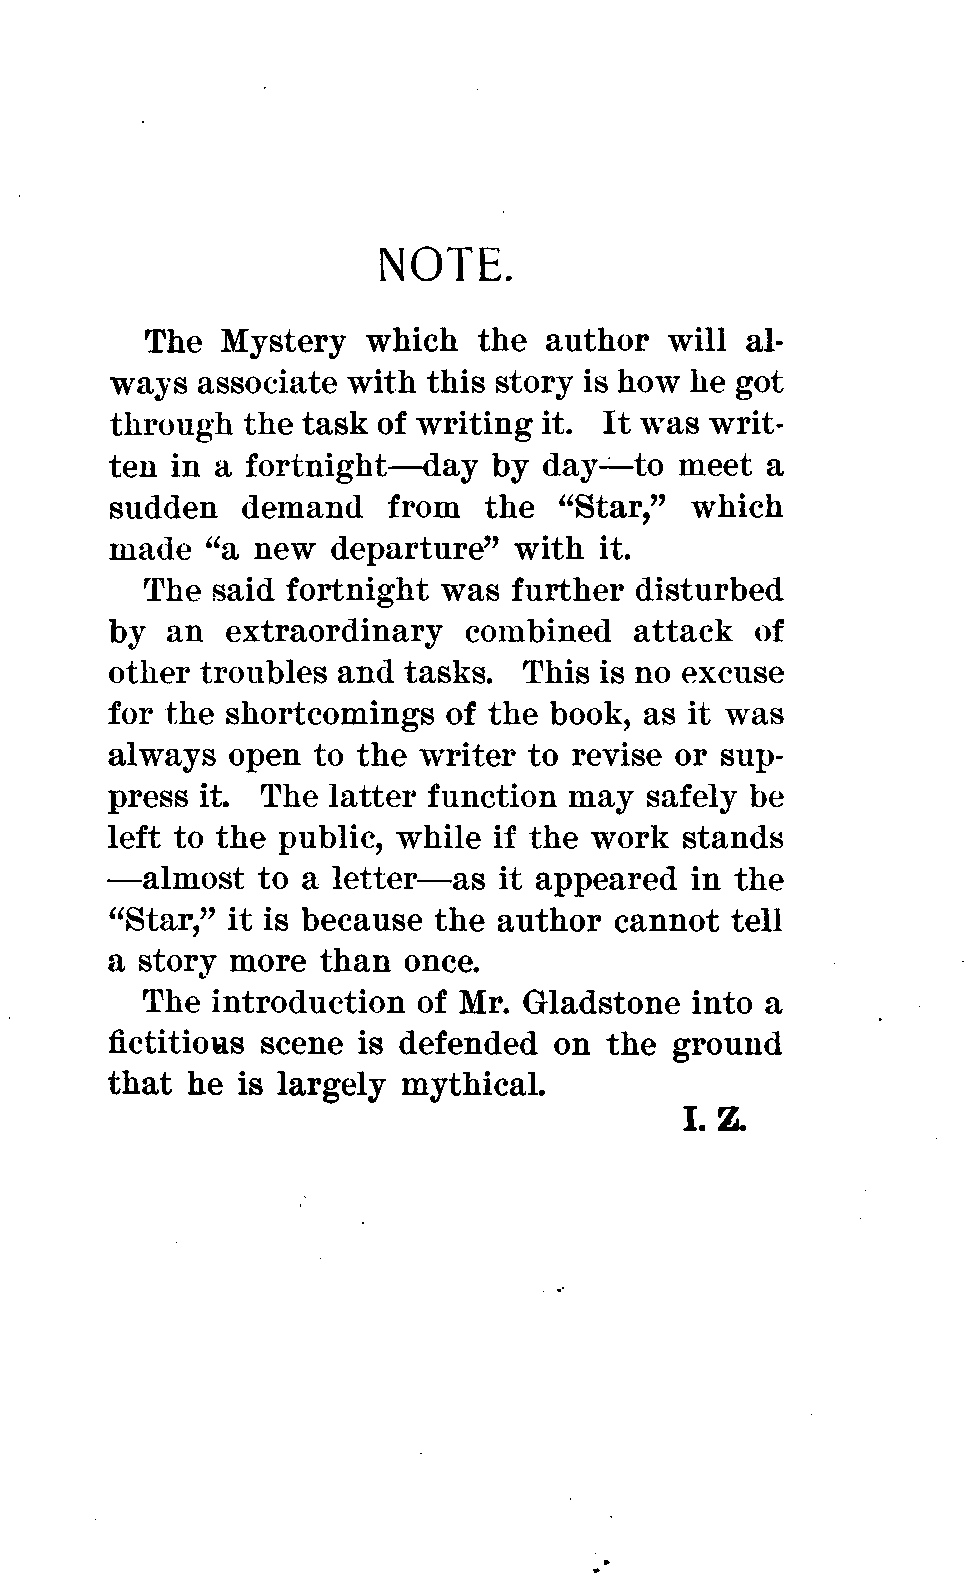 NOTE.
The Mystery which the author will al-
ways associate with this story is how he got
through the task of writing it. It was writ-
ten in a fortnight—day by day—to meet a
sudden demand from the “Star,” which
made “a new departure” with it.
The said fortnight was further disturbed
by an extraordinary combined attack of
other troubles and tasks. This is no excuse
for the shortcomings of the book, as it was
always open to the writer to revise or sup-
press it. The latter function may safely be
left to the public, while if the work stands
—almost to a letter—as it appeared in the
“Star,” it is because the author cannot tell
a story more than once.
The introduction of Mr. Gladstone into a
fictitious scene is defended on the ground
that he is largely mythical.
I. Z.